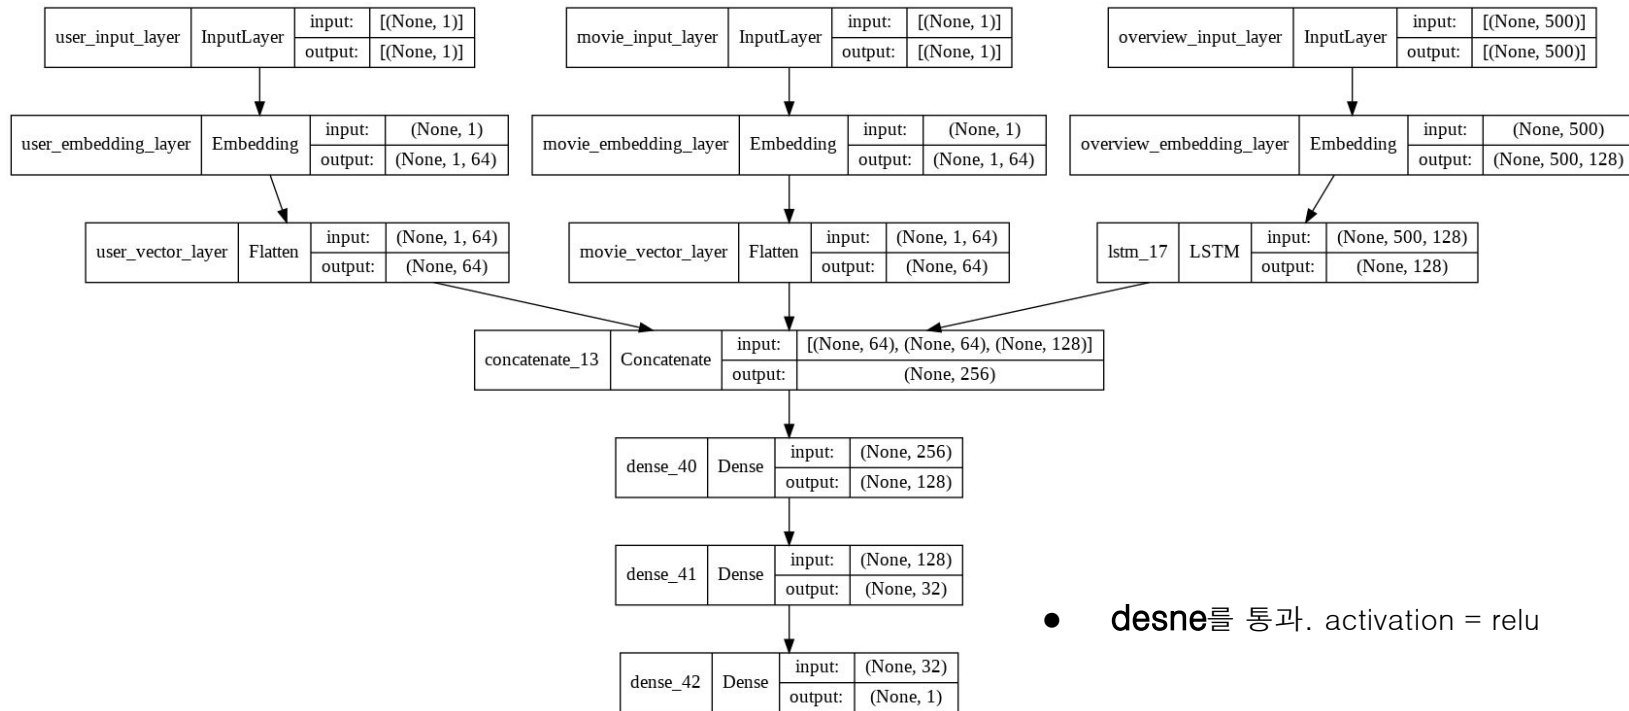 user_input_layer InputLayer input: [(None, 1)] output: [(None, 1)]
movie_input_layer InputLayer input: [(None, 1)] output: [(None, 1)]
overview_input_layer InputLayer input: [(None, 500)] output: [(None, 500)]
user_embedding_layer Embedding input: (None, 1) output: (None, 1, 64)
movie_embedding_layer Embedding input: (None, 1) output: (None, 1, 64)
overview_embedding_layer Embedding input: (None, 500) output: (None, 500, 128)
user_vector_layer Flatten input: (None, 1, 64) output: (None, 64)
movie_vector_layer Flatten input: (None, 1, 64) output: (None, 64)
lstm_17 LSTM input: (None, 500, 128) output: (None, 128)
concatenate_13 Concatenate input: [(None, 64), (None, 64), (None, 128)] output: (None, 256)
dense_40 Dense input: (None, 256) output: (None, 128)
dense_41 Dense input: (None, 128) output: (None, 32)
● desne를 통과. activation = relu
dense_42 Dense input: (None, 32) output: (None, 1)